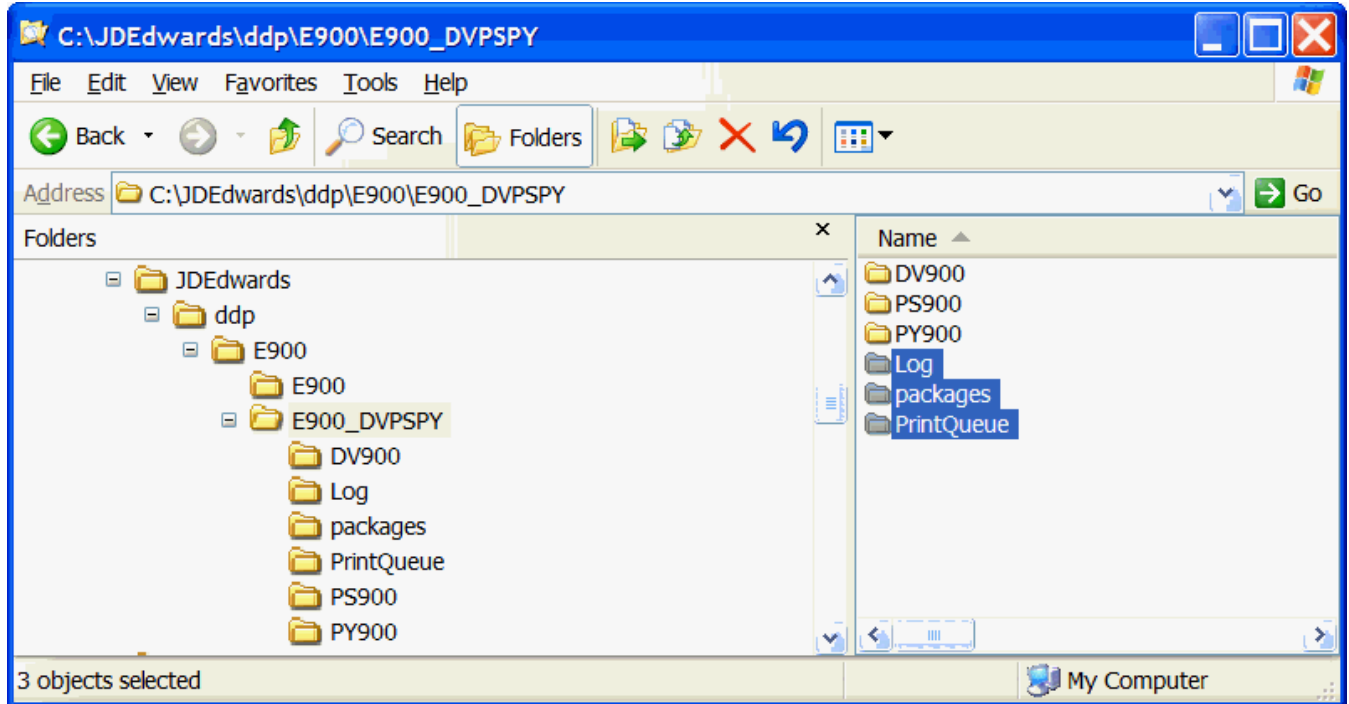 C:\JDEdwards\ddp\E900\E900_DVPSPY
File Edit View Favorites Tools Help
Back Search Folders
Address C:\JDEdwards\ddp\E900\E900_DVPSPY Go
Folders x
JDEdwards
ddp
E900
E900
E900_DVPSPY
DV900
Log
packages
PrintQueue
PS900
PY900
Name
DV900
PS900
PY900
Log
packages
PrintQueue
3 objects selected My Computer